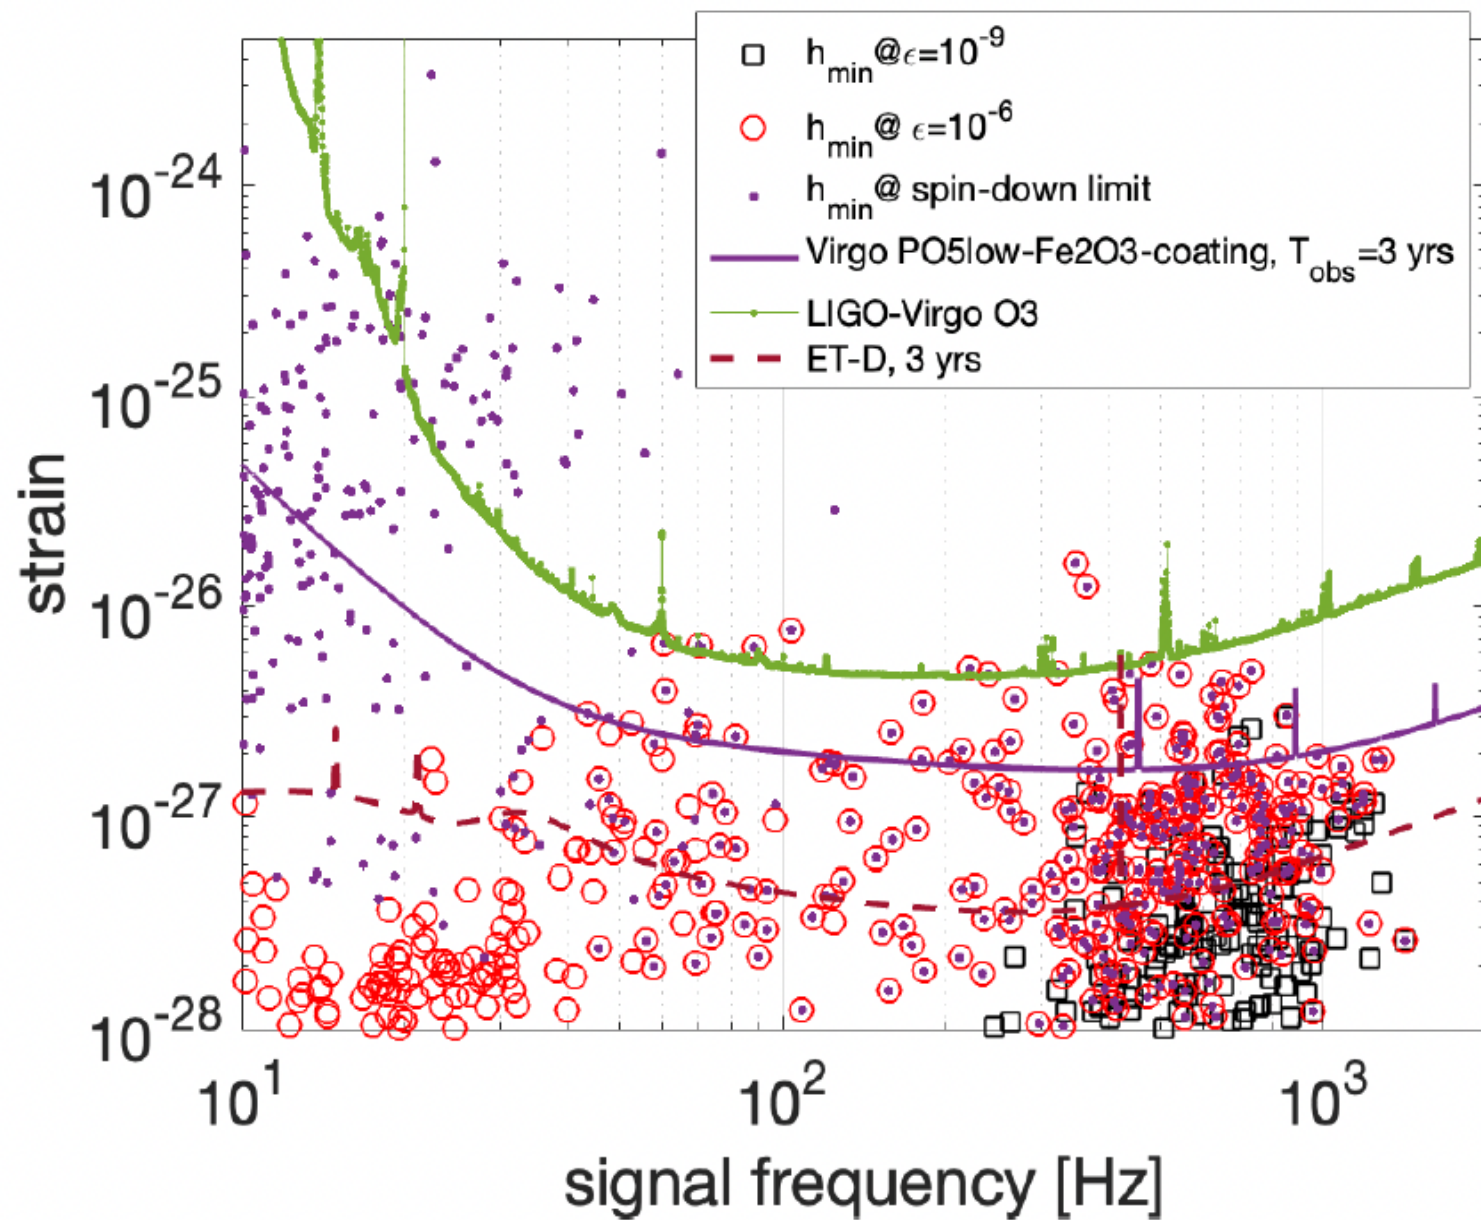 h_min@ϵ=10^-9
h_min@ ϵ=10^-6
h_min@ spin-down limit
Virgo PO5low-Fe2O3-coating, T_obs=3 yrs
LIGO-Virgo O3
ET-D, 3 yrs
10^-24
10^-25
10^-26
10^-27
10^-28
strain
10^1
10^2
10^3
signal frequency [Hz]